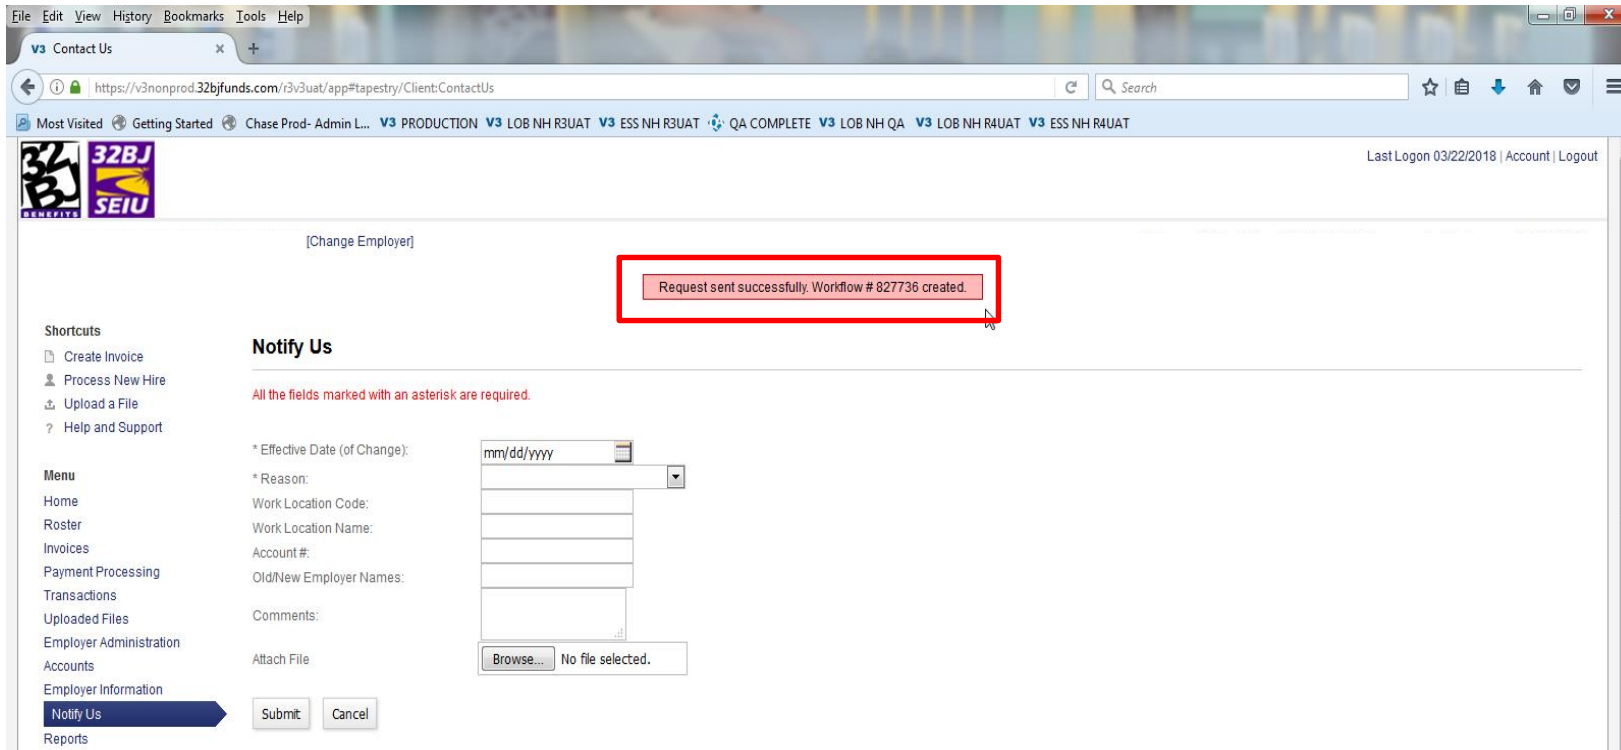 File Edit View History Bookmarks Tools Help
V3 Contact Us × +
https://v3nonprod.32bjfunds.com/r3v3uat/app#tapestry/Client:ContactUs
Search
Most Visited Getting Started Chase Prod- Admin L... V3 PRODUCTION V3 LOB NH R3UAT V3 ESS NH R3UAT QA COMPLETE V3 LOB NH QA V3 LOB NH R4UAT V3 ESS NH R4UAT
32BJ BENEFITS
32BJ SEIU
Last Logon 03/22/2018 | Account | Logout
[Change Employer]
Request sent successfully. Workflow # 827736 created.
Shortcuts
Create Invoice
Process New Hire
Upload a File
? Help and Support
Menu
Home
Roster
Invoices
Payment Processing
Transactions
Uploaded Files
Employer Administration
Accounts
Employer Information
Notify Us
Reports
Notify Us
All the fields marked with an asterisk are required.
* Effective Date (of Change): mm/dd/yyyy
* Reason:
Work Location Code:
Work Location Name:
Account #:
Old/New Employer Names:
Comments:
Attach File Browse... No file selected.
Submit Cancel